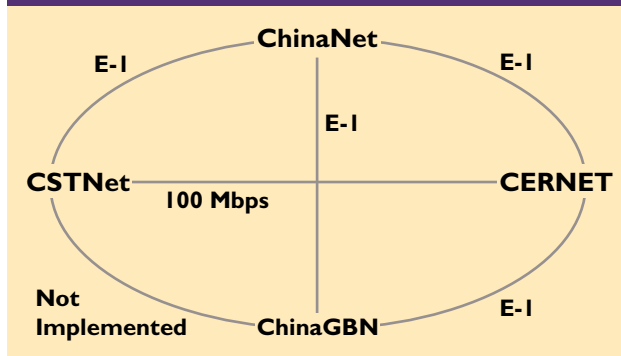 ChinaNet
E-1
E-1
E-1
CSTNet
CERNET
100 Mbps
Not
Implemented
E-1
ChinaGBN